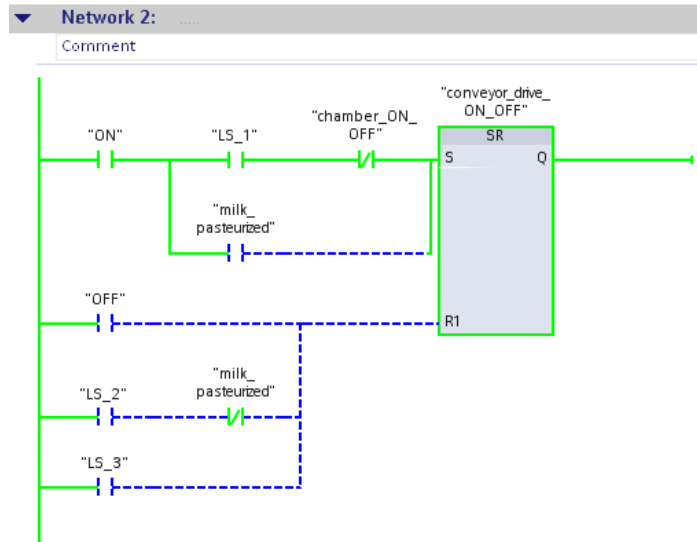 Network 2: .....
Comment
"conveyor_drive_
ON_OFF"
"chamber_ON_
OFF"
"ON"
"LS_1"
SR
S
Q
"milk_
pasteurized"
"OFF"
R1
"milk_
pasteurized"
"LS_2"
"LS_3"